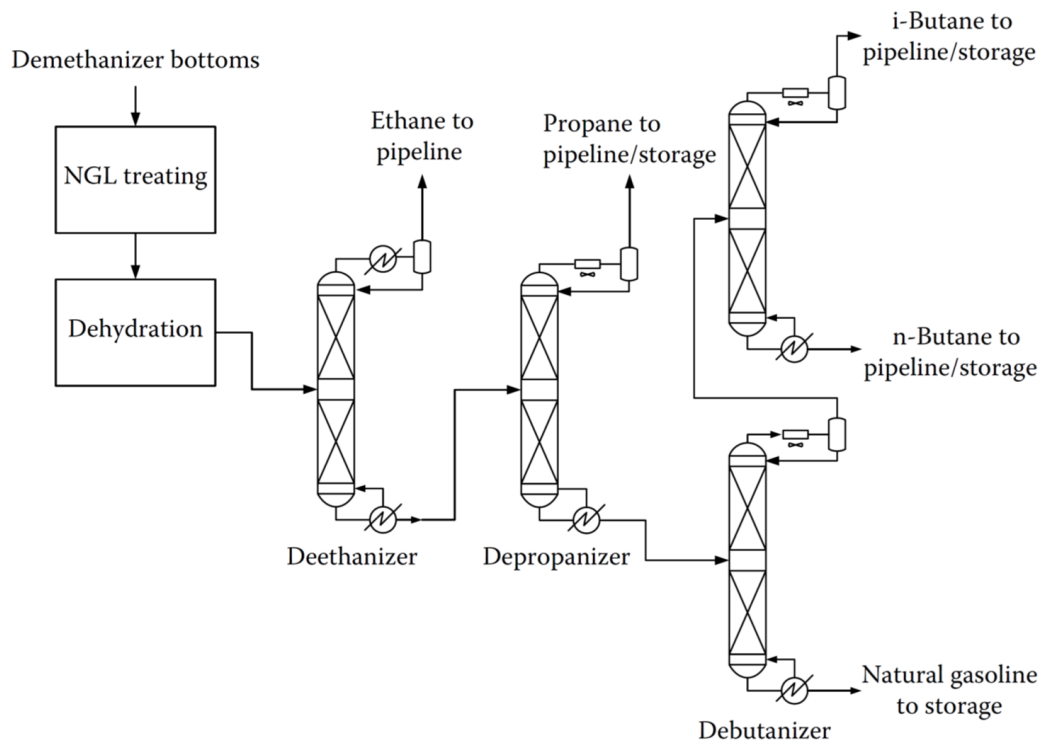 Demethanizer bottoms
NGL treating
Dehydration
Ethane to
pipeline
Deethanizer
Propane to
pipeline/storage
Depropanizer
i-Butane to
pipeline/storage
n-Butane to
pipeline/storage
Natural gasoline
to storage
Debutanizer